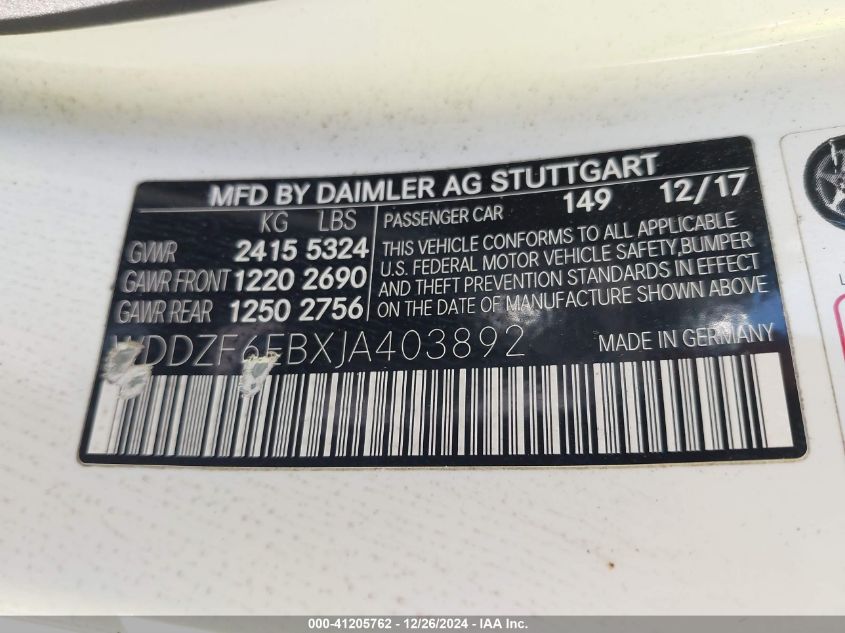 MFD BY DAIMLER AG STUTTGART
KG LBS PASSENGER CAR 149 12/17
GVWR 2415 5324
GAWR FRONT 1220 2690
GAWR REAR 1250 2756
THIS VEHICLE CONFORMS TO ALL APPLICABLE
U.S. FEDERAL MOTOR VEHICLE SAFETY,BUMPER
AND THEFT PREVENTION STANDARDS IN EFFECT
ON THE DATE OF MANUFACTURE SHOWN ABOVE
WDDZF6EBXJA403892 MADE IN GERMANY
000-41205762 - 12/26/2024 - IAA Inc.